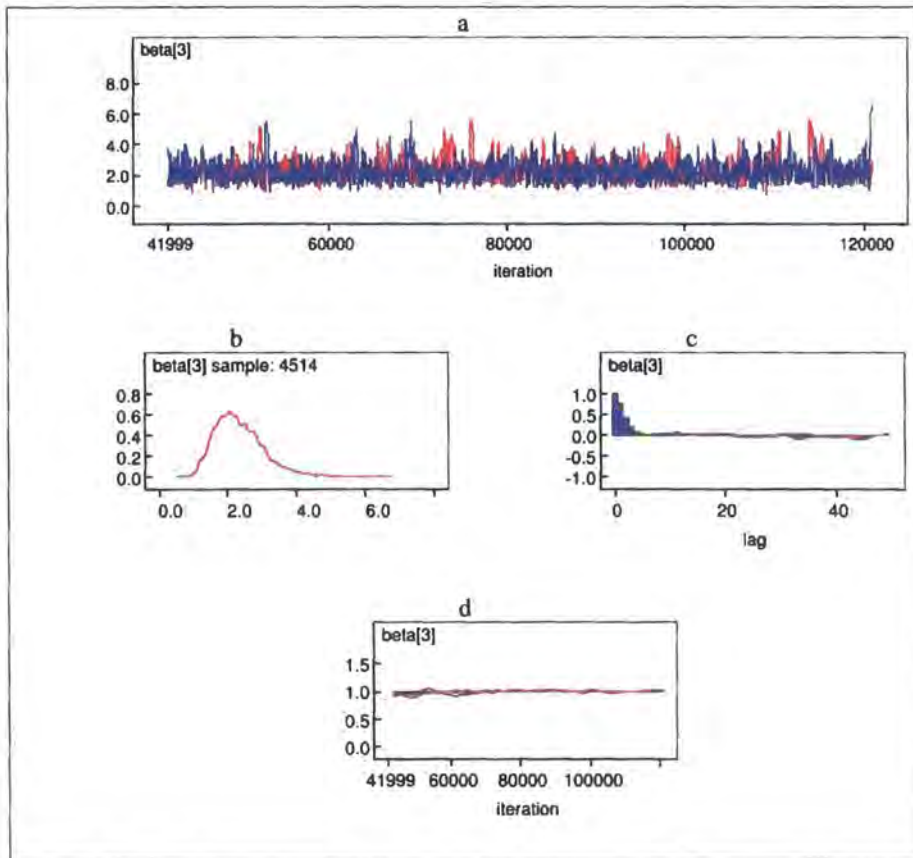 a
beta[3]
8.0
6.0
4.0
2.0
0.0
41999 60000 80000 100000 120000
iteration
b
beta[3] sample: 4514
0.8
0.6
0.4
0.2
0.0
0.0 2.0 4.0 6.0
c
beta[3]
1.0
0.5
0.0
-0.5
-1.0
0 20 40
lag
d
beta[3]
1.5
1.0
0.5
0.0
41999 60000 80000 100000
iteration